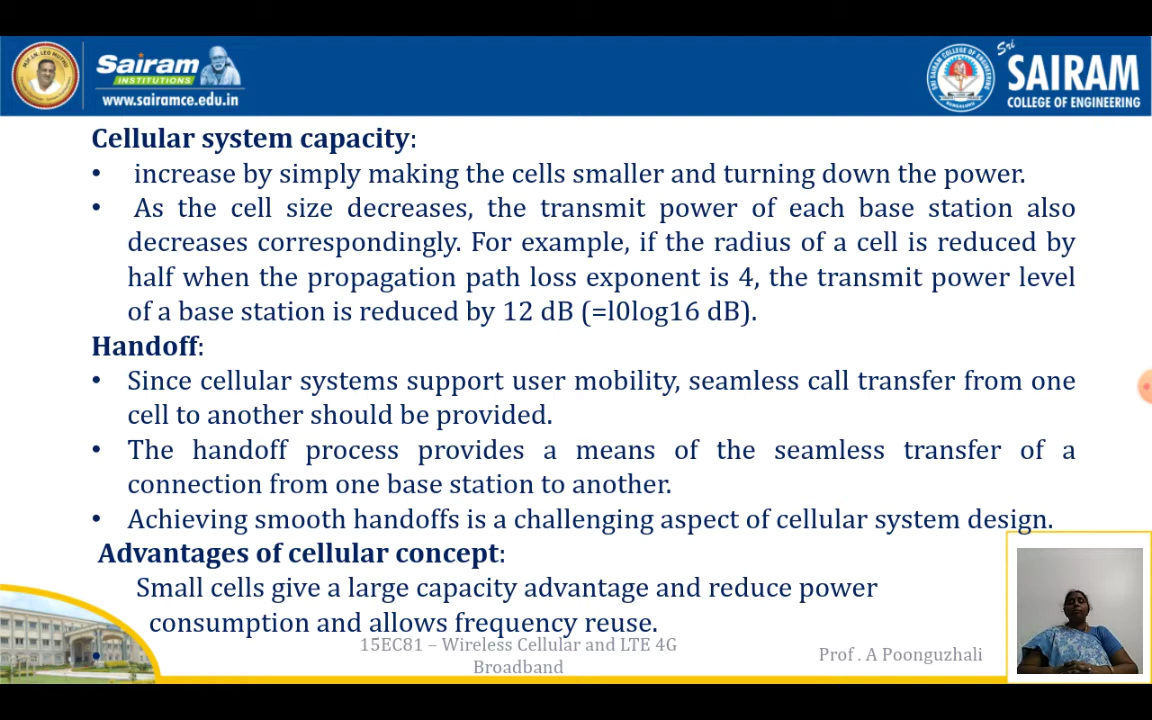 Sairam
INSTITUTIONS
www.sairamce.edu.in
Sri
SAIRAM
COLLEGE OF ENGINEERING
Cellular system capacity:
• increase by simply making the cells smaller and turning down the power.
• As the cell size decreases, the transmit power of each base station also
decreases correspondingly. For example, if the radius of a cell is reduced by
half when the propagation path loss exponent is 4, the transmit power level
of a base station is reduced by 12 dB (=l0log16 dB).
Handoff:
• Since cellular systems support user mobility, seamless call transfer from one
cell to another should be provided.
• The handoff process provides a means of the seamless transfer of a
connection from one base station to another.
• Achieving smooth handoffs is a challenging aspect of cellular system design.
Advantages of cellular concept:
Small cells give a large capacity advantage and reduce power
consumption and allows frequency reuse.
15EC81 – Wireless Cellular and LTE 4G
Broadband
Prof . A Poonguzhali